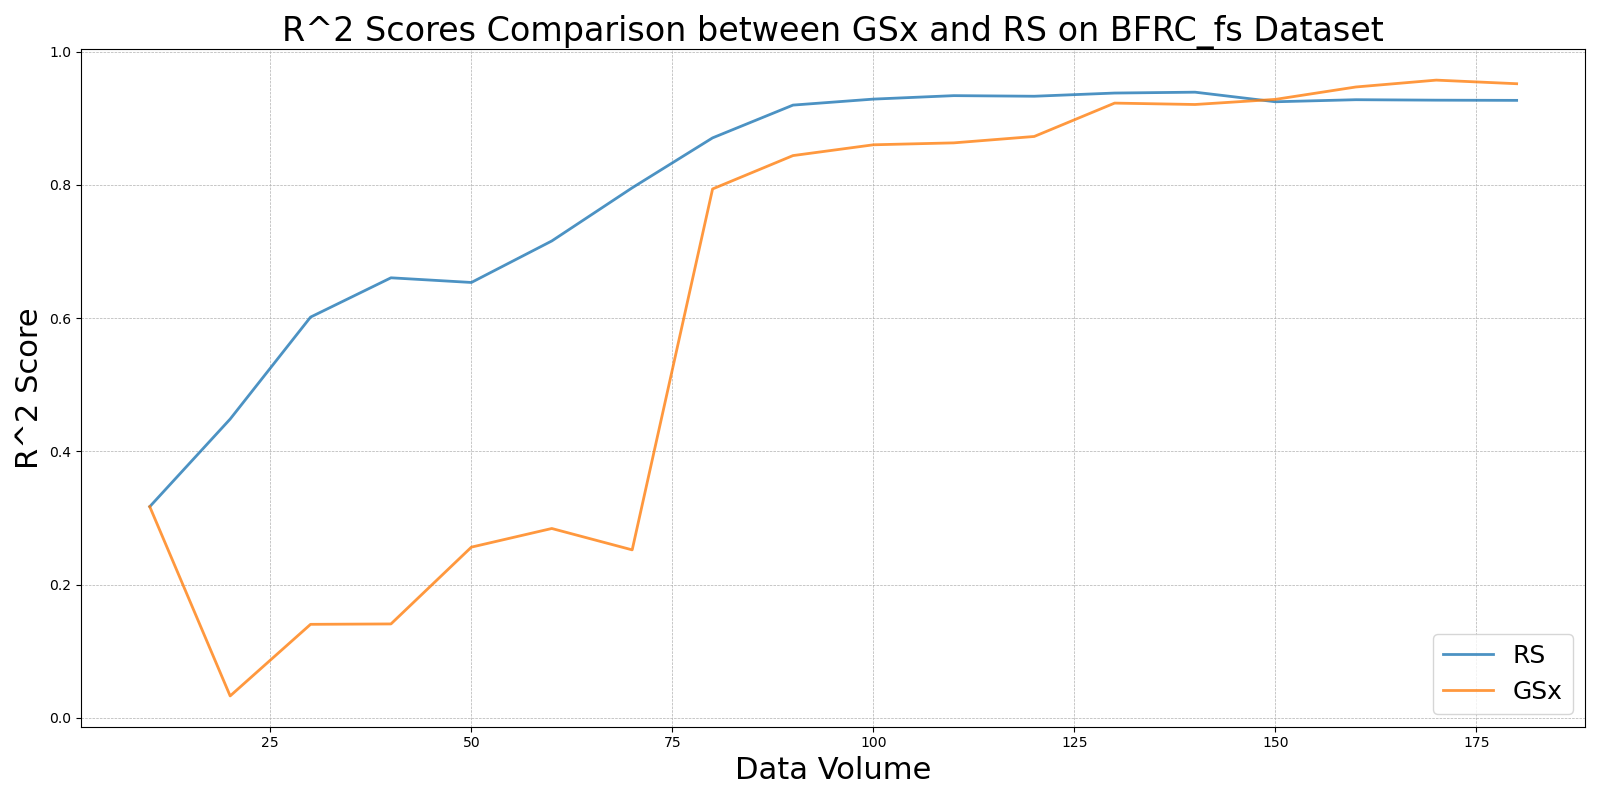 R^2 Scores Comparison between GSx and RS on BFRC_fs Dataset
R^2 Score
1.0
0.8
0.6
0.4
0.2
0.0
25
50
75
100
125
150
175
Data Volume
RS
GSx